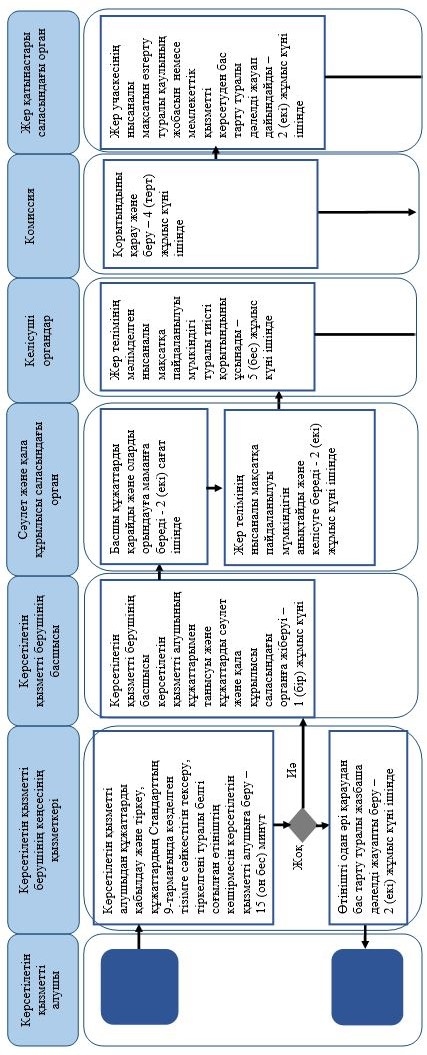 Көрсетілетін
қызметті
алушы
Көрсетілетін қызметті
берушінің кеңсесінің
қызметкері
Көрсетілетін
қызметті берушінің
басшысы
Сәулет және қала
құрылысы саласындағы
орган
Келісуші
органдар
Комиссия
Жер қатынастары
саласындағы орган
Көрсетілетін қызметті
алушыдан құжаттарды
қабылдау және тіркеу,
құжаттардың Стандарттың
9-тармағында көзделген
тізімге сәйкестігін тексеру,
тіркелгені туралы белгі
соғылған өтініштің
көшірмесін көрсетілетін
қызметті алушыға беру –
15 (он бес) минут
Жоқ
Иә
Өтінішті одан әрі қараудан
бас тарту туралы жазбаша
дәлелді жауапты беру –
2 (екі) жұмыс күні ішінде
Көрсетілетін
қызметті берушінің
басшысы
көрсетілетін
қызметті алушының
құжаттарымен
танысуы және
құжаттарды сәулет
және қала
құрылысы
саласындағы
органға жіберуі –
1 (бір) жұмыс күні
Басшы құжаттарды
қарайды және оларды
орындауға маманға
береді - 2 (екі) сағат
ішінде
Жер телімінің
нысаналы мақсатқа
пайдаланылуы
мүмкіндігін
анықтайды және
келісуге береді - 2 (екі)
жұмыс күні ішінде
Жер телімінің
мәлімделген
нысаналы
мақсатқа
пайдаланылуы
мүмкіндігі
туралы тиісті
қорытындыны
ұсынады –
5 (бес) жұмыс
күні ішінде
Қорытындыны
қарау және
беру – 4 (төрт)
жұмыс күні
ішінде
Жер учаскесінің
нысаналы
мақсатын өзгерту
туралы қаулының
жобасын немесе
мемлекеттік
қызметті
көрсетуден бас
тарту туралы
дәлелді жауап
дайындайды –
2 (екі) жұмыс күні
ішінде